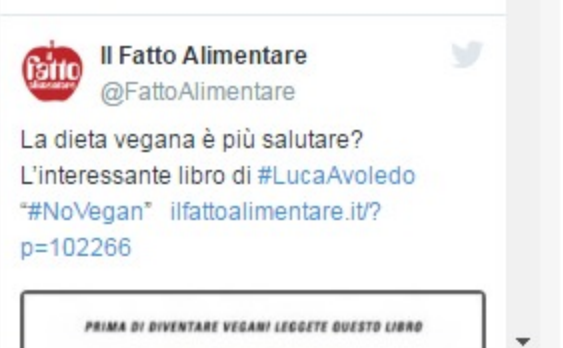 fatto
alimentare
Il Fatto Alimentare
@FattoAlimentare
La dieta vegana è più salutare?
L'interessante libro di #LucaAvoledo
"#NoVegan" ilfattoalimentare.it/?
p=102266
PRIMA DI DIVENTARE VEGANI LEGGETE QUESTO LIBRO